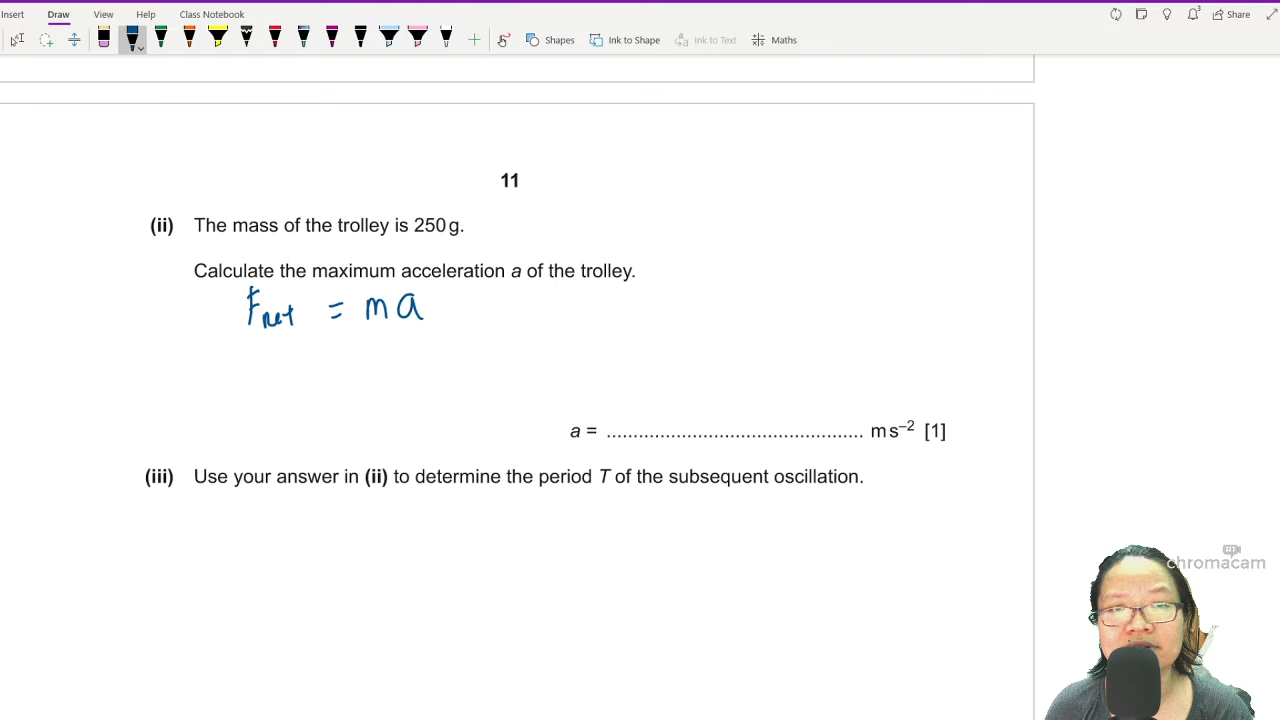 Insert Draw View Help Class Notebook Share
Shapes Ink to Shape Ink to Text Maths
11
(ii) The mass of the trolley is 250 g.
Calculate the maximum acceleration a of the trolley.
Fnet = ma
a = ................................................ m s–2 [1]
(iii) Use your answer in (ii) to determine the period T of the subsequent oscillation.
chromacam